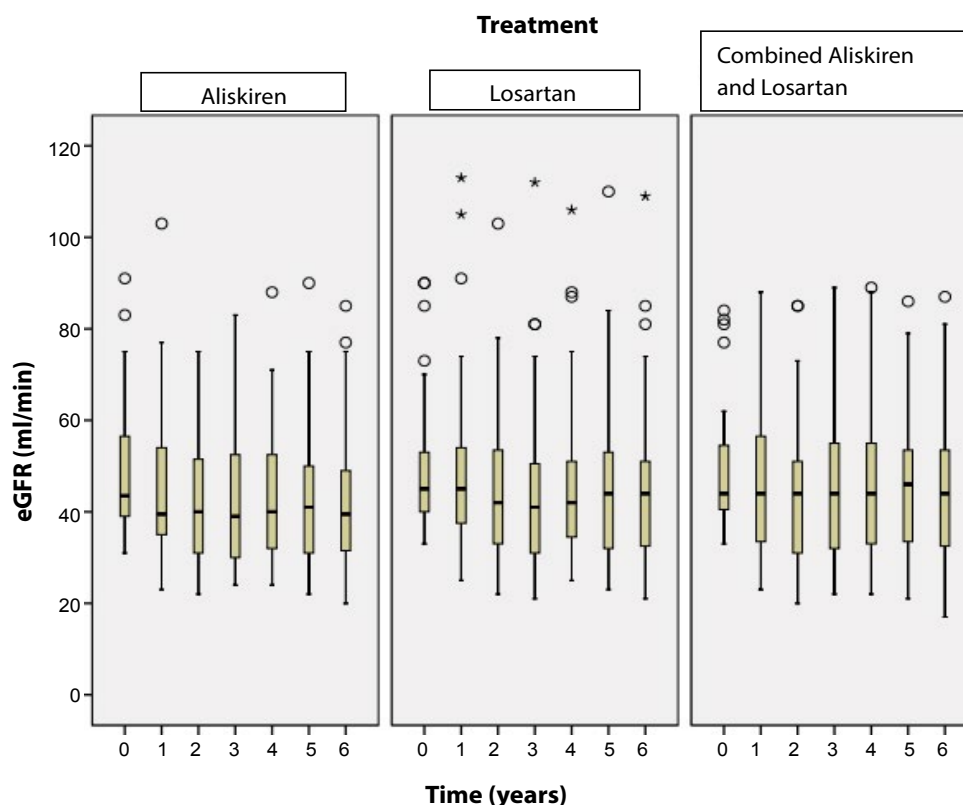 Treatment
Aliskiren
Losartan
Combined Aliskiren
and Losartan
eGFR (ml/min)
120
100
80
60
40
20
0
0 1 2 3 4 5 6
0 1 2 3 4 5 6
0 1 2 3 4 5 6
Time (years)